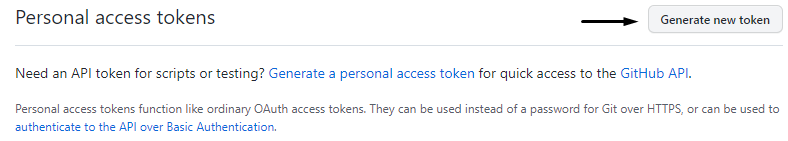 Personal access tokens
Generate new token
Need an API token for scripts or testing? Generate a personal access token for quick access to the GitHub API.
Personal access tokens function like ordinary OAuth access tokens. They can be used instead of a password for Git over HTTPS, or can be used to
authenticate to the API over Basic Authentication.